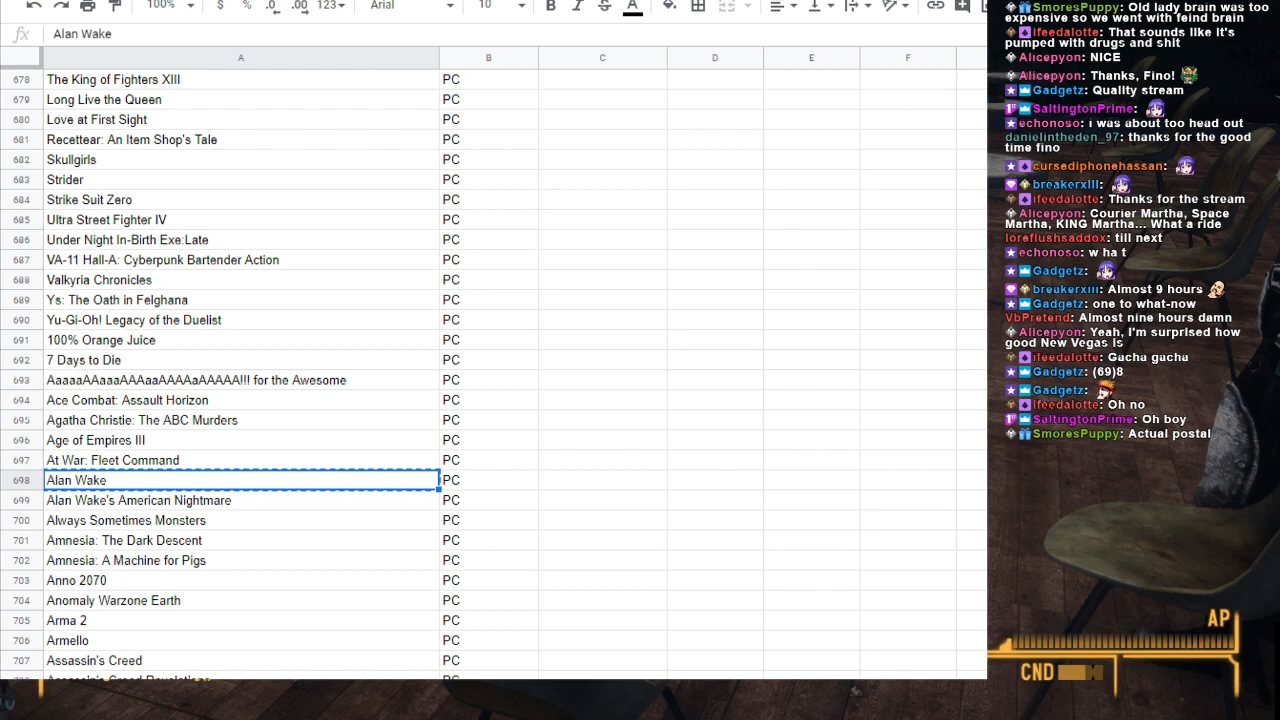 100%
$
%
.0
.00
123
Arial
10
B
I
S
A
fx
Alan Wake
A
B
C
D
E
F
678 The King of Fighters XIII PC
679 Long Live the Queen PC
680 Love at First Sight PC
681 Recettear: An Item Shop's Tale PC
682 Skullgirls PC
683 Strider PC
684 Strike Suit Zero PC
685 Ultra Street Fighter IV PC
686 Under Night In-Birth Exe:Late PC
687 VA-11 Hall-A: Cyberpunk Bartender Action PC
688 Valkyria Chronicles PC
689 Ys: The Oath in Felghana PC
690 Yu-Gi-Oh! Legacy of the Duelist PC
691 100% Orange Juice PC
692 7 Days to Die PC
693 AaaaaAAaaaAAAaaAAAAaAAAAA!!! for the Awesome PC
694 Ace Combat: Assault Horizon PC
695 Agatha Christie: The ABC Murders PC
696 Age of Empires III PC
697 At War: Fleet Command PC
698 Alan Wake PC
699 Alan Wake's American Nightmare PC
700 Always Sometimes Monsters PC
701 Amnesia: The Dark Descent PC
702 Amnesia: A Machine for Pigs PC
703 Anno 2070 PC
704 Anomaly Warzone Earth PC
705 Arma 2 PC
706 Armello PC
707 Assassin's Creed PC
SmoresPuppy: Old lady brain was too
expensive so we went with feind brain
ifeedalotte: That sounds like it's
pumped with drugs and shit
Alicepyon: NICE
Alicepyon: Thanks, Fino!
Gadgetz: Quality stream
SaltingtonPrime:
echonoso: i was about too head out
danielintheden_97: thanks for the good
time fino
cursediphonehassan:
breakerxiii:
ifeedalotte: Thanks for the stream
Alicepyon: Courier Martha, Space
Martha, KING Martha... What a ride
loreflushsaddox: till next
echonoso: w ha t
Gadgetz:
breakerxiii: Almost 9 hours
Gadgetz: one to what-now
VbPretend: Almost nine hours damn
Alicepyon: Yeah, I'm surprised how
good New Vegas is
ifeedalotte: Gacha gacha
Gadgetz: (69)8
Gadgetz:
ifeedalotte: Oh no
SaltingtonPrime: Oh boy
SmoresPuppy: Actual postal
AP
CND